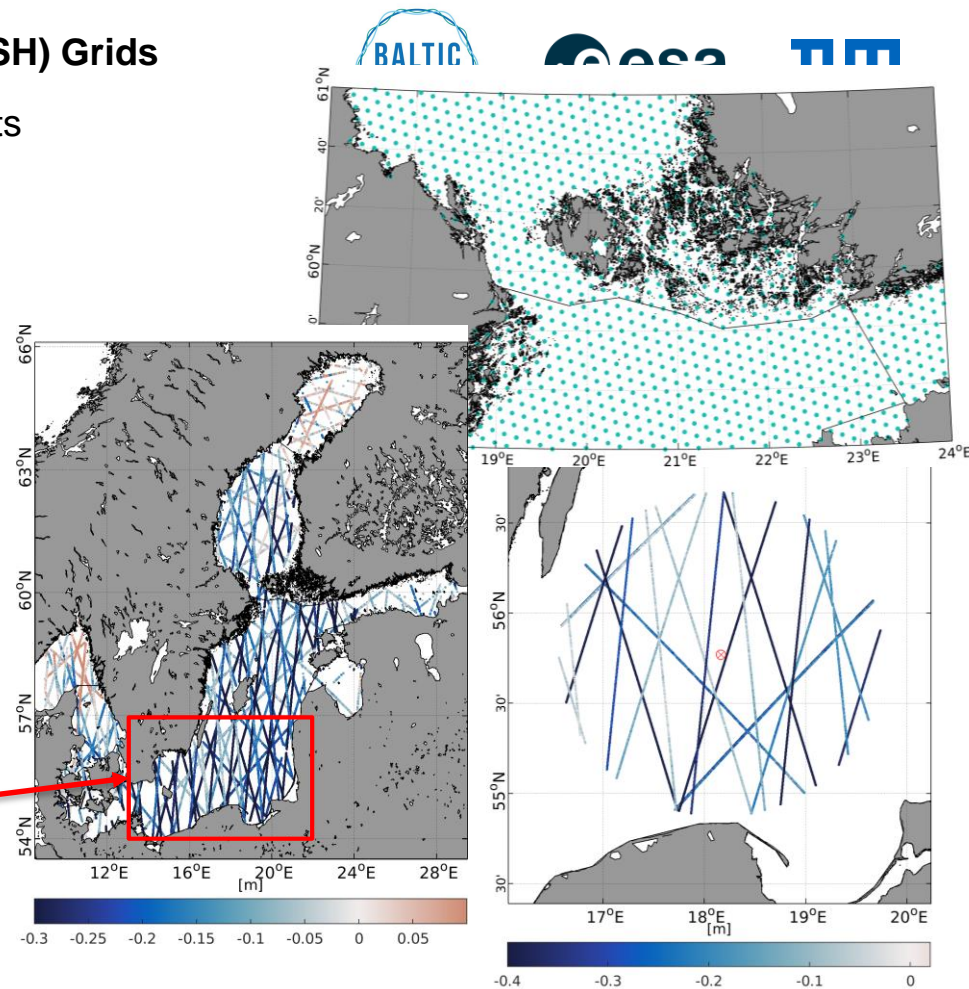 SH) Grids
BALTIC
esa
ts
61°N
40'
20'
60°N
0'
19°E 20°E 21°E 22°E 23°E 24°E
66°N
63°N
60°N
57°N
54°N
12°E 16°E 20°E 24°E 28°E
[m]
-0.3 -0.25 -0.2 -0.15 -0.1 -0.05 0 0.05
30'
56°N
30'
55°N
30'
17°E 18°E 19°E 20°E
[m]
-0.4 -0.3 -0.2 -0.1 0